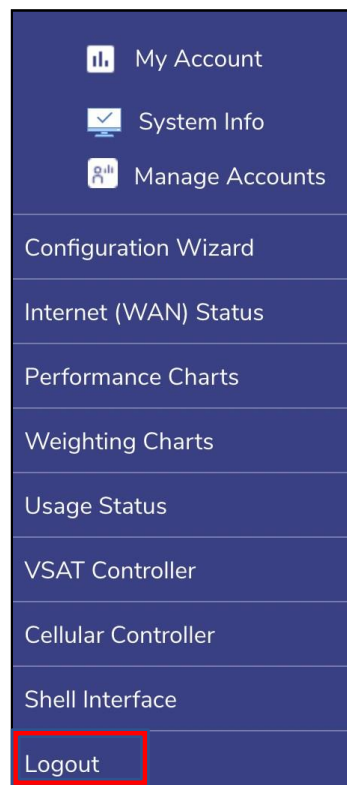 My Account
System Info
Manage Accounts
Configuration Wizard
Internet (WAN) Status
Performance Charts
Weighting Charts
Usage Status
VSAT Controller
Cellular Controller
Shell Interface
Logout